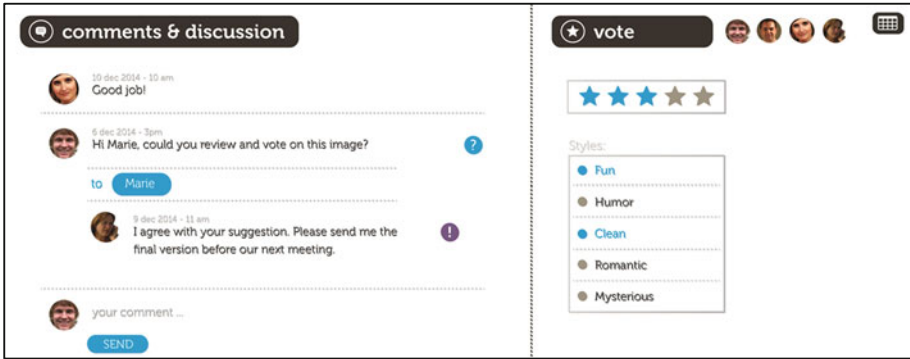 comments & discussion
10 dec 2014 - 10 am
Good job!
6 dec 2014 - 3pm
Hi Marie, could you review and vote on this image?
?
to Marie
9 dec 2014 - 11 am
I agree with your suggestion. Please send me the
final version before our next meeting.
!
your comment ...
SEND
vote
Styles:
Fun
Humor
Clean
Romantic
Mysterious